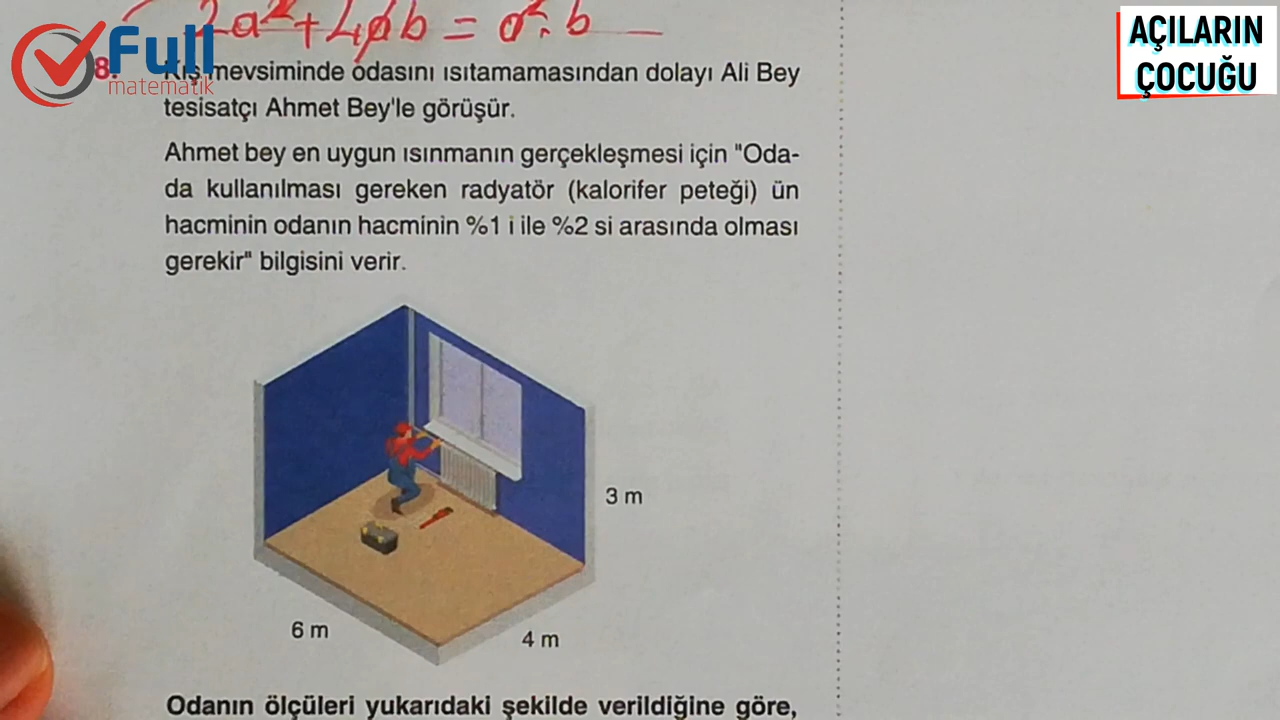 2a² + 4ab = a². b
Full
matematik
AÇILARIN
ÇOCUĞU
8. Kış mevsiminde odasını ısıtamamasından dolayı Ali Bey
tesisatçı Ahmet Bey'le görüşür.
Ahmet bey en uygun ısınmanın gerçekleşmesi için "Oda-
da kullanılması gereken radyatör (kalorifer peteği) ün
hacminin odanın hacminin %1 i ile %2 si arasında olması
gerekir" bilgisini verir.
3 m
6 m
4 m
Odanın ölçüleri yukarıdaki şekilde verildiğine göre,